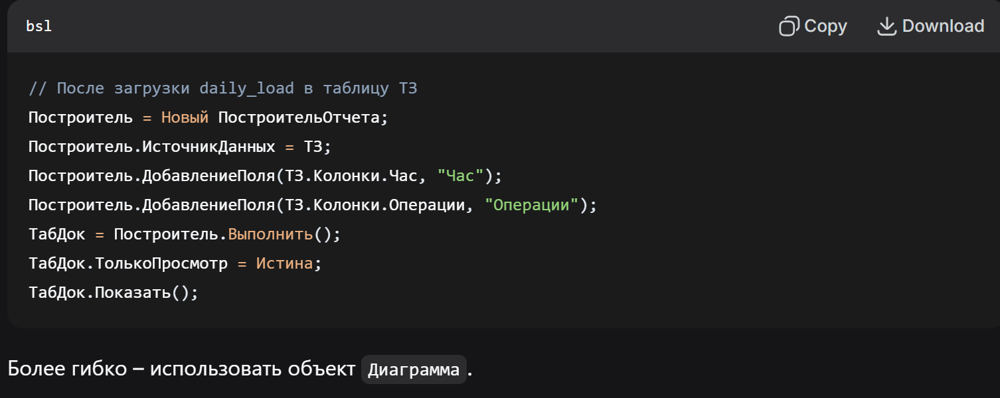 bsl
Copy
Download
// После загрузки daily_load в таблицу ТЗ
Построитель = Новый ПостроительОтчета;
Построитель.ИсточникДанных = ТЗ;
Построитель.ДобавлениеПоля(ТЗ.Колонки.Час, "Час");
Построитель.ДобавлениеПоля(ТЗ.Колонки.Операции, "Операции");
ТабДок = Построитель.Выполнить();
ТабДок.ТолькоПросмотр = Истина;
ТабДок.Показать();
Более гибко – использовать объект Диаграмма.